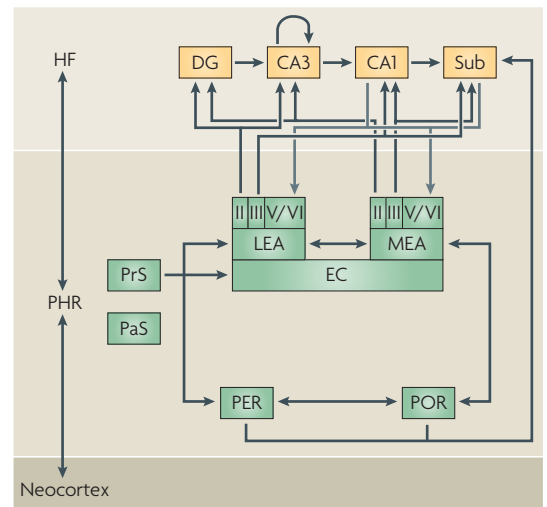 HF
DG CA3 CA1 Sub
II III V/VI II III V/VI
LEA MEA
EC
PrS
PHR
PaS
PER POR
Neocortex